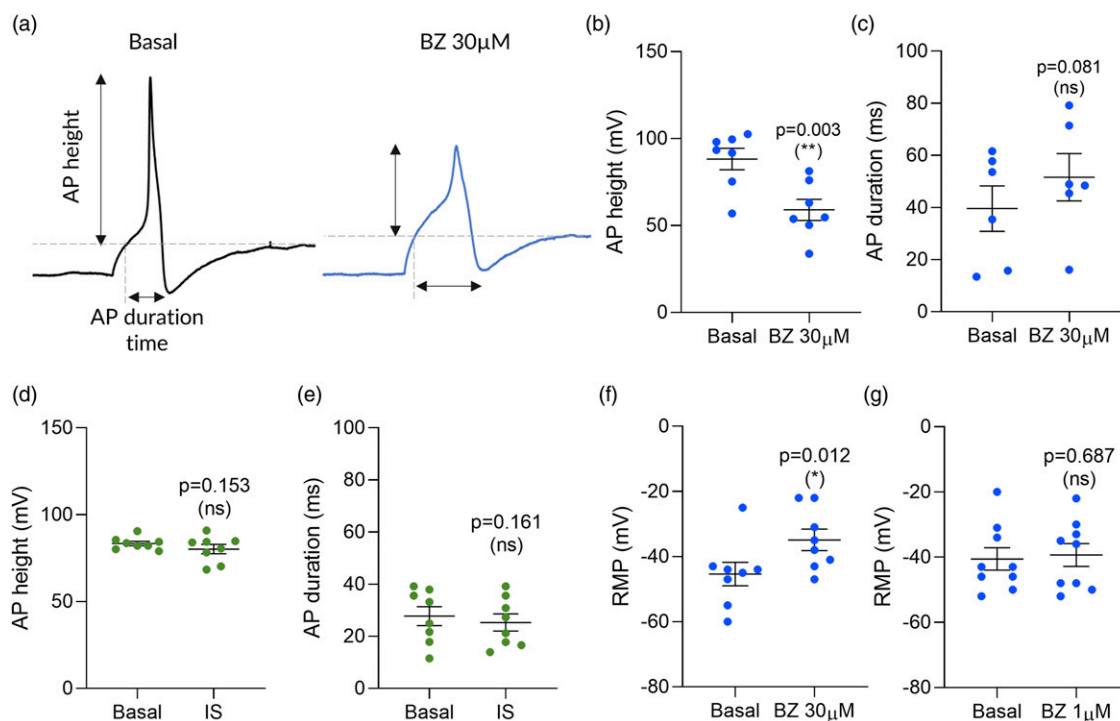 (a)
Basal
BZ 30μM
AP height
AP duration
time
(b)
150
100
50
0
AP height (mV)
p=0.003
(**)
Basal
BZ 30μM
(c)
100
80
60
40
20
0
AP duration (ms)
p=0.081
(ns)
Basal
BZ 30μM
(d)
150
100
50
0
AP height (mV)
p=0.153
(ns)
Basal
IS
(e)
100
80
60
40
20
0
AP duration (ms)
p=0.161
(ns)
Basal
IS
(f)
-0
-20
-40
-60
-80
RMP (mV)
p=0.012
(*)
Basal
BZ 30μM
(g)
-0
-20
-40
-60
-80
RMP (mV)
p=0.687
(ns)
Basal
BZ 1μM